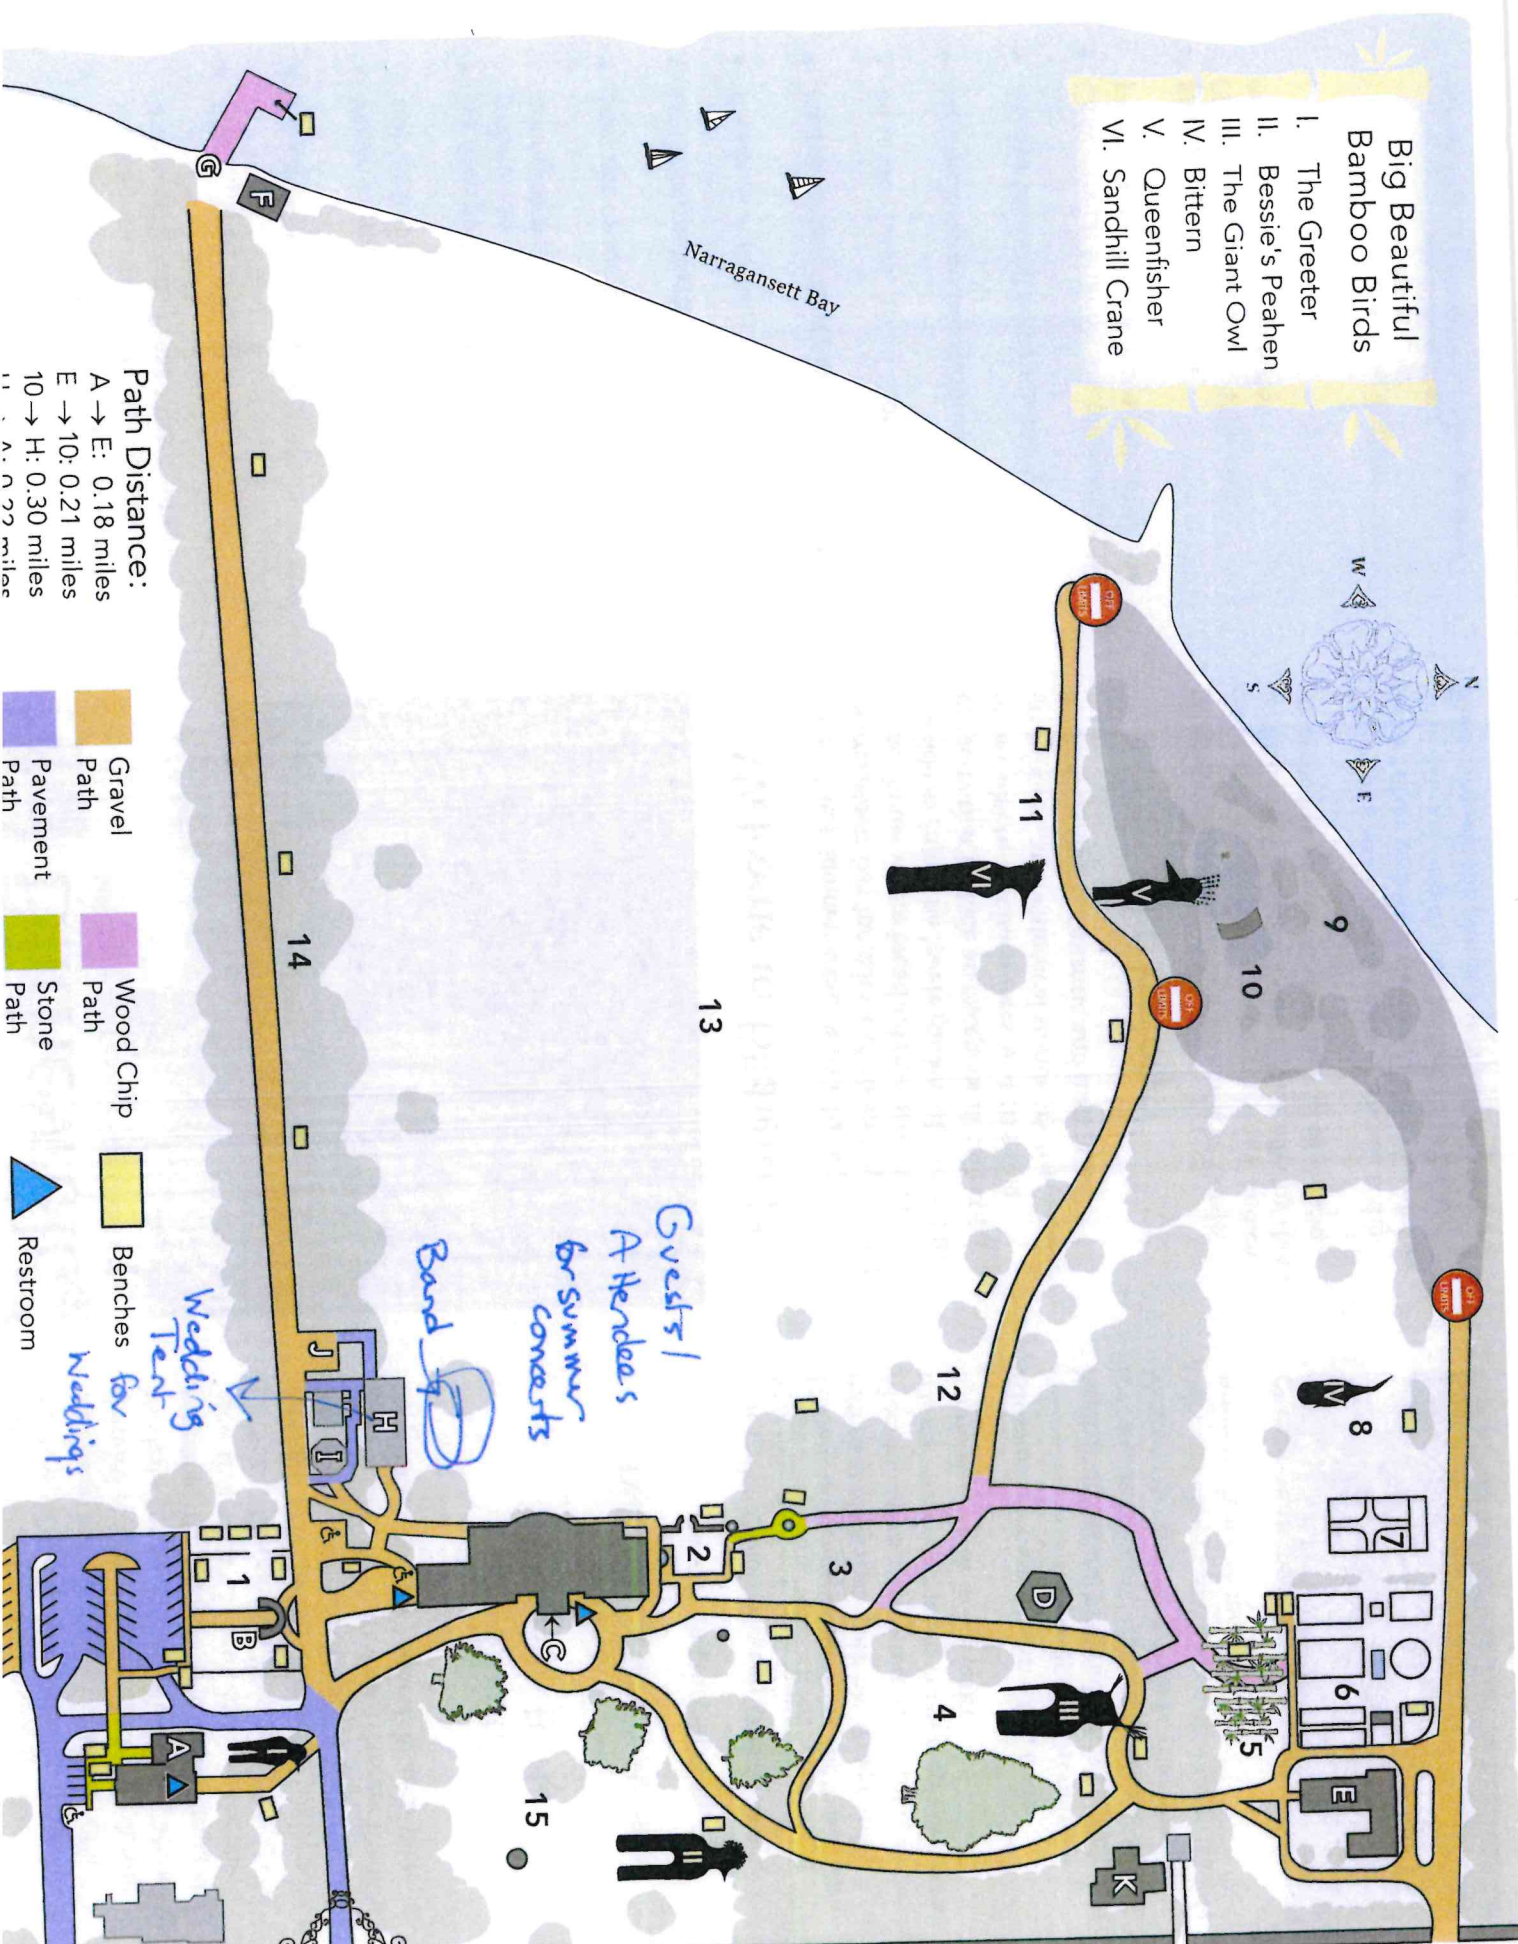 Big Beautiful
Bamboo Birds
I. The Greeter
II. Bessie's Peahen
III. The Giant Owl
IV. Bittern
V. Queenfisher
VI. Sandhill Crane
Narragansett Bay
N
W
E
S
OFF
LIMITS
OFF
LIMITS
OFF
LIMITS
9
10
11
V
VI
12
13
14
IV
8
7
6
5
E
K
D
III
4
3
2
C
II
15
G
F
J
H
I
1
B
A
I
Guests/
Attendees
for summer
concerts
Band
Wedding
Tent
for
Weddings
Path Distance:
A → E: 0.18 miles
E → 10: 0.21 miles
10 → H: 0.30 miles
Gravel
Path
Pavement
Path
Wood Chip
Path
Stone
Path
Benches
Restroom